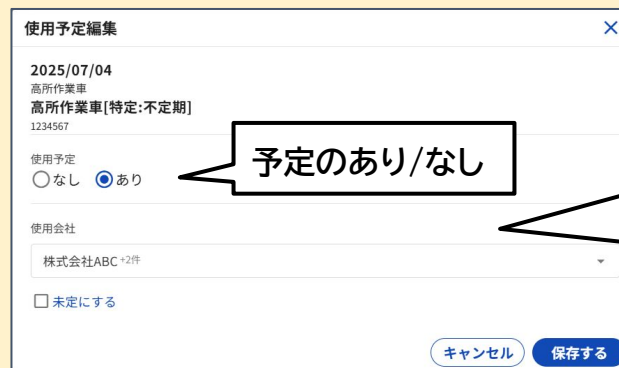 使用予定編集
2025/07/04
高所作業車
高所作業車[特定:不定期]
1234567
使用予定
なし あり
予定のあり/なし
使用会社
株式会社ABC +2件
未定にする
キャンセル 保存する